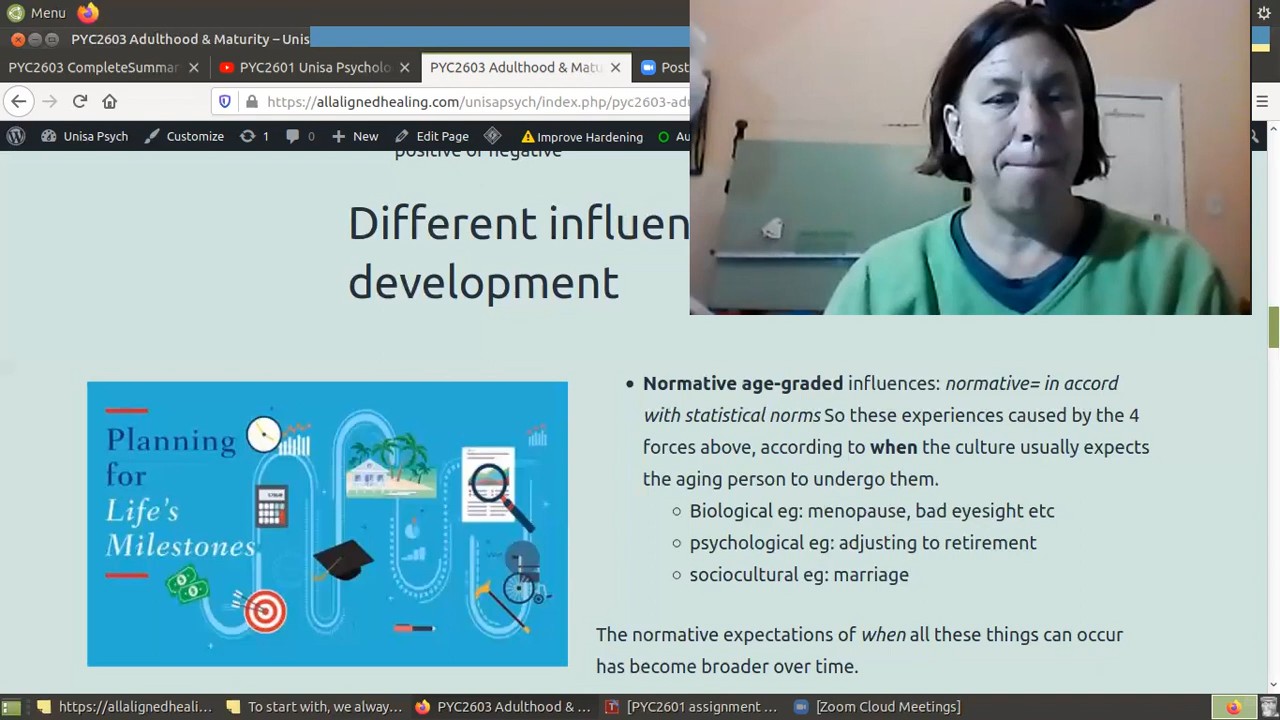 Menu
PYC2603 Adulthood & Maturity – Unis
PYC2603 CompleteSummar
PYC2601 Unisa Psycholo
PYC2603 Adulthood & Matu
Post
https://allalignedhealing.com/unisapsych/index.php/pyc2603-ad
Unisa Psych
Customize
1
0
New
Edit Page
Improve Hardening
Au
positive or negative
Different influen
development
Planning
for
Life's
Milestones
Normative age-graded influences: normative= in accord
with statistical norms So these experiences caused by the 4
forces above, according to when the culture usually expects
the aging person to undergo them.
Biological eg: menopause, bad eyesight etc
psychological eg: adjusting to retirement
sociocultural eg: marriage
The normative expectations of when all these things can occur
has become broader over time.
https://allalignedheali...
To start with, we alway...
PYC2603 Adulthood & ...
[PYC2601 assignment ...
[Zoom Cloud Meetings]